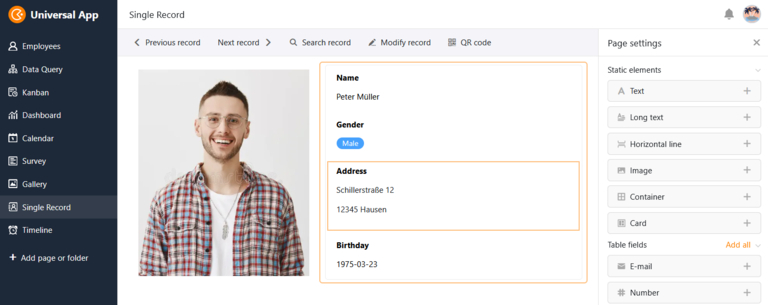 Universal App
Single Record
Employees
Data Query
Kanban
Dashboard
Calendar
Survey
Gallery
Single Record
Timeline
+ Add page or folder
Previous record
Next record
Search record
Modify record
QR code
Name
Peter Müller
Gender
Male
Address
Schillerstraße 12
12345 Hausen
Birthday
1975-03-23
Page settings
Static elements
Text
Long text
Horizontal line
Image
Container
Card
Table fields Add all
E-mail
Number